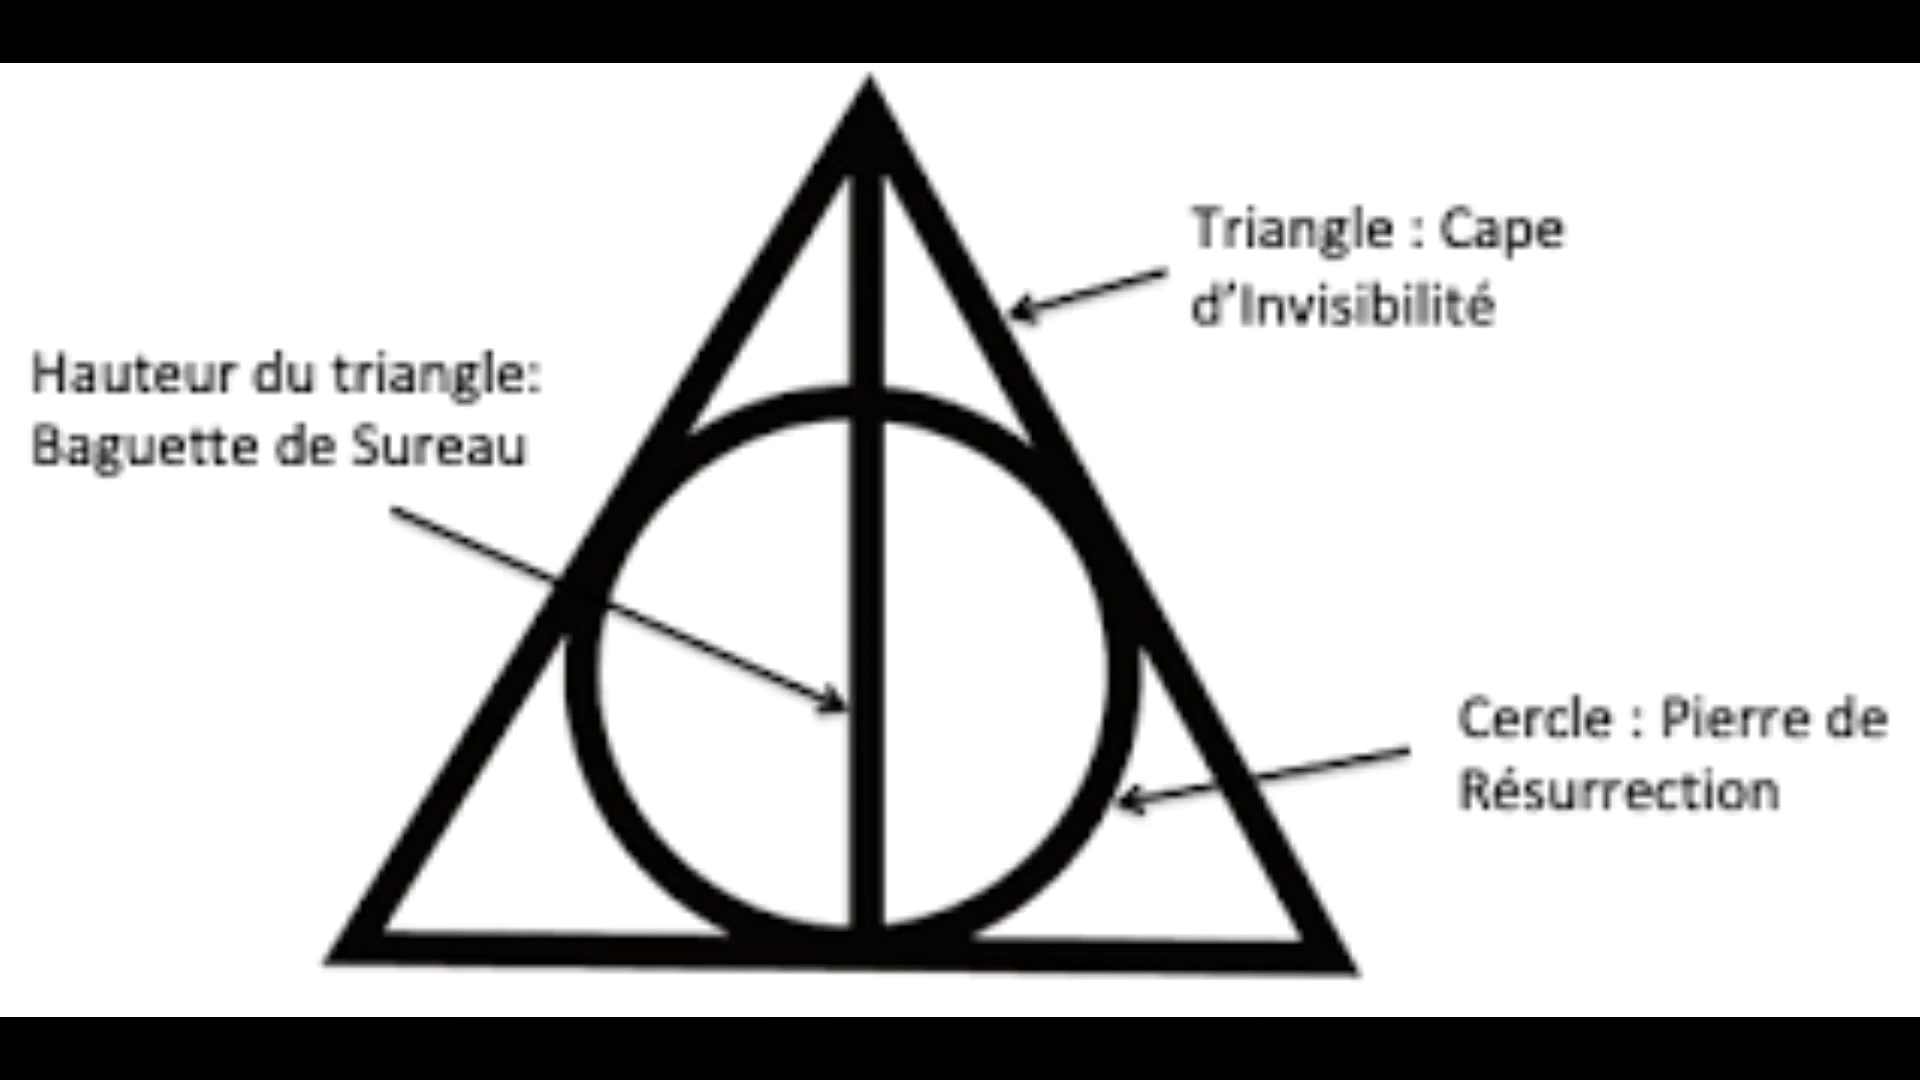 Triangle : Cape
d'Invisibilité
Hauteur du triangle:
Baguette de Sureau
Cercle : Pierre de
Résurrection